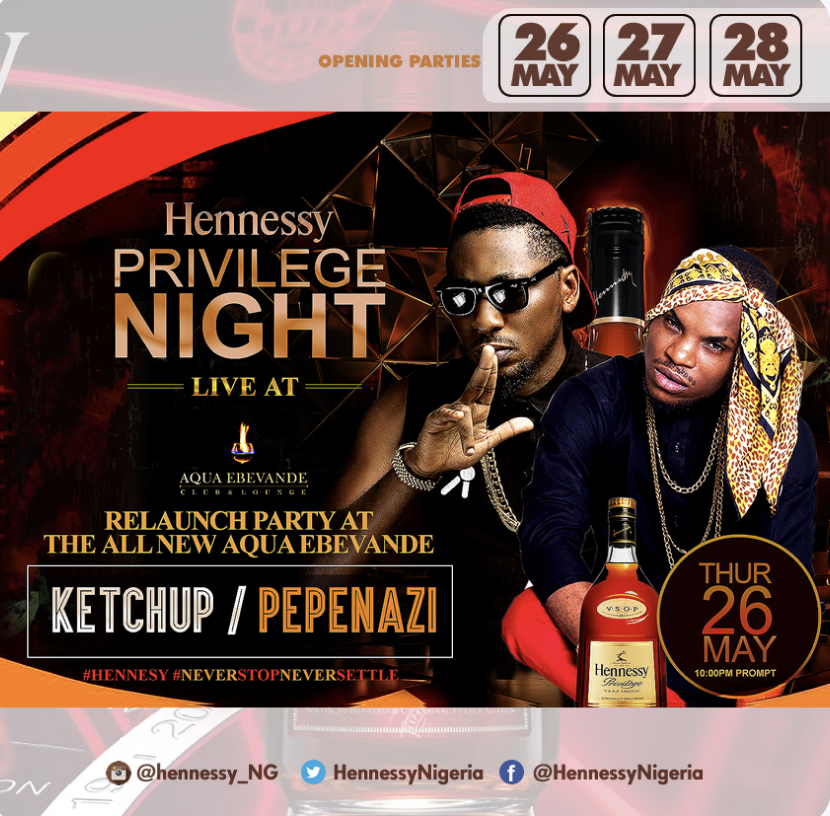 OPENING PARTIES
26 MAY
27 MAY
28 MAY
Hennessy
PRIVILEGE
NIGHT
LIVE AT
AQUA EBEVANDE
CLUB & LOUNGE
RELAUNCH PARTY AT
THE ALL NEW AQUA EBEVANDE
KETCHUP / PEPENAZI
#HENNESY #NEVERSTOPNEVERSETTLE
Hennessy
V·S·O·P
Hennessy
Privilège
THUR
26
MAY
10:00PM PROMPT
@hennessy_NG
HennessyNigeria
@HennessyNigeria